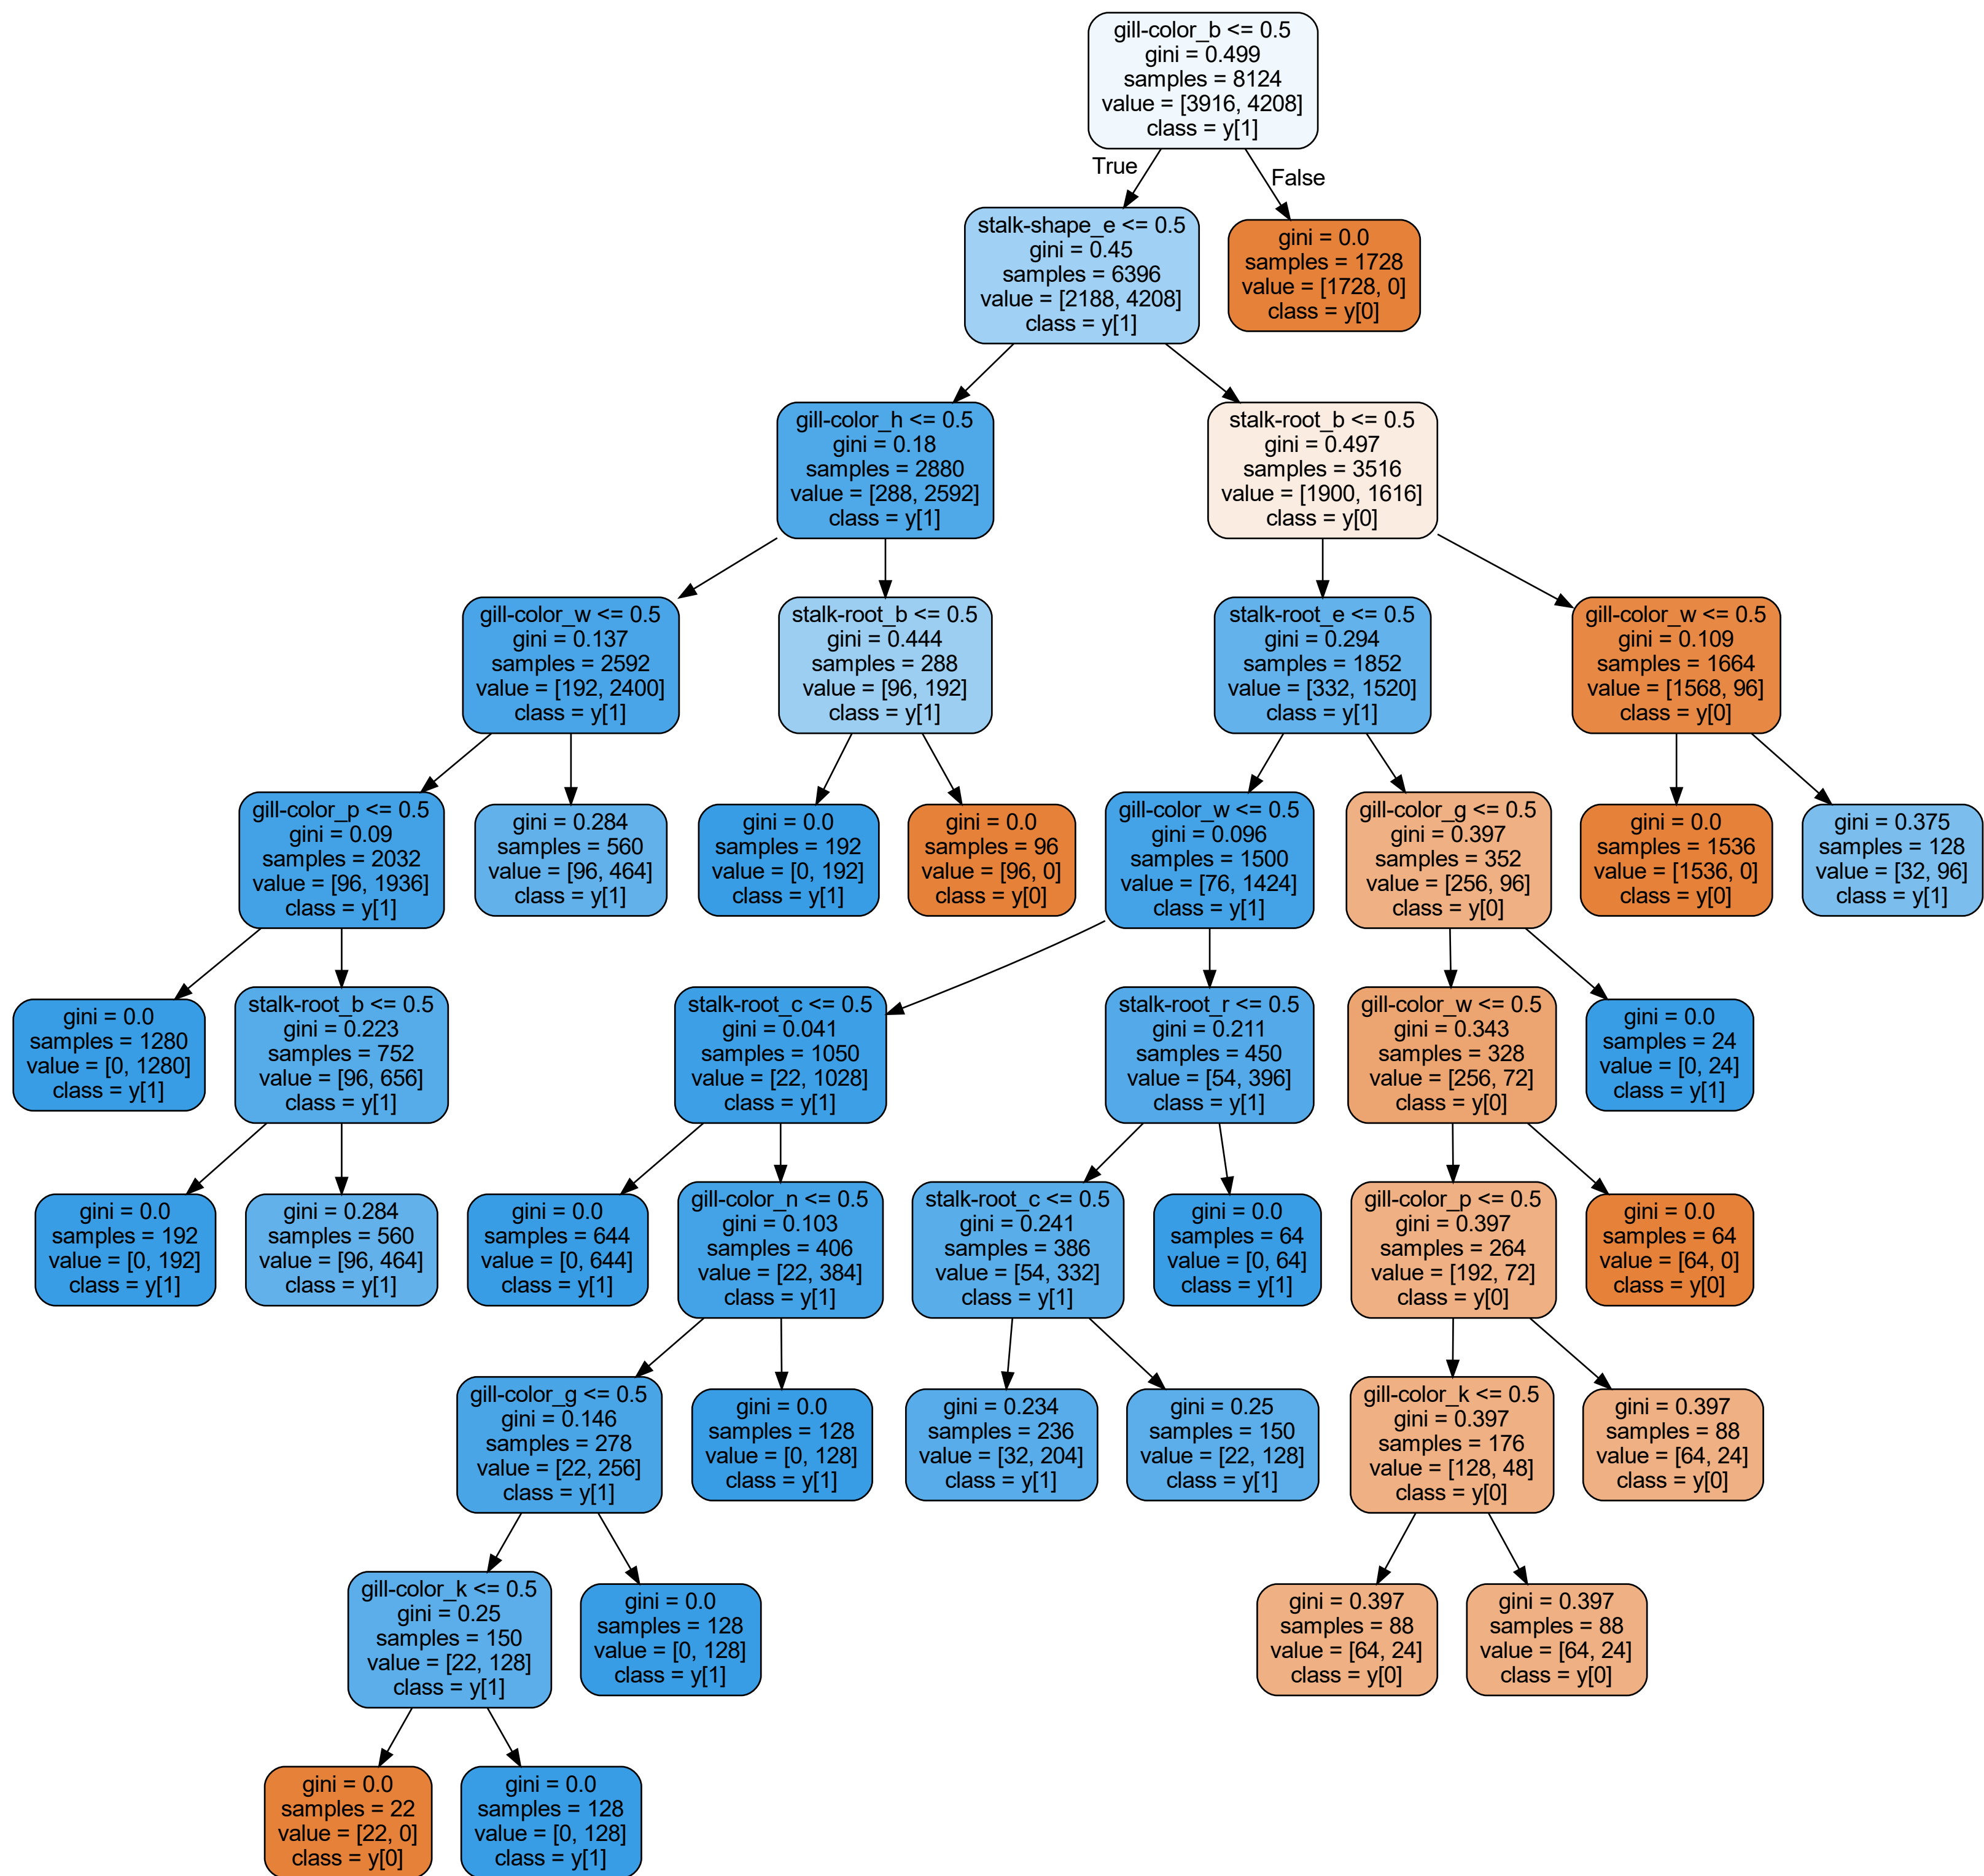 gill-color_b <= 0.5
gini = 0.499
samples = 8124
value = [3916, 4208]
class = y[1]
True
False
stalk-shape_e <= 0.5
gini = 0.45
samples = 6396
value = [2188, 4208]
class = y[1]
gini = 0.0
samples = 1728
value = [1728, 0]
class = y[0]
gill-color_h <= 0.5
gini = 0.18
samples = 2880
value = [288, 2592]
class = y[1]
stalk-root_b <= 0.5
gini = 0.497
samples = 3516
value = [1900, 1616]
class = y[0]
gill-color_w <= 0.5
gini = 0.137
samples = 2592
value = [192, 2400]
class = y[1]
stalk-root_b <= 0.5
gini = 0.444
samples = 288
value = [96, 192]
class = y[1]
stalk-root_e <= 0.5
gini = 0.294
samples = 1852
value = [332, 1520]
class = y[1]
gill-color_w <= 0.5
gini = 0.109
samples = 1664
value = [1568, 96]
class = y[0]
gill-color_p <= 0.5
gini = 0.09
samples = 2032
value = [96, 1936]
class = y[1]
gini = 0.284
samples = 560
value = [96, 464]
class = y[1]
gini = 0.0
samples = 192
value = [0, 192]
class = y[1]
gini = 0.0
samples = 96
value = [96, 0]
class = y[0]
gill-color_w <= 0.5
gini = 0.096
samples = 1500
value = [76, 1424]
class = y[1]
gill-color_g <= 0.5
gini = 0.397
samples = 352
value = [256, 96]
class = y[0]
gini = 0.0
samples = 1536
value = [1536, 0]
class = y[0]
gini = 0.375
samples = 128
value = [32, 96]
class = y[1]
gini = 0.0
samples = 1280
value = [0, 1280]
class = y[1]
stalk-root_b <= 0.5
gini = 0.223
samples = 752
value = [96, 656]
class = y[1]
stalk-root_c <= 0.5
gini = 0.041
samples = 1050
value = [22, 1028]
class = y[1]
stalk-root_r <= 0.5
gini = 0.211
samples = 450
value = [54, 396]
class = y[1]
gill-color_w <= 0.5
gini = 0.343
samples = 328
value = [256, 72]
class = y[0]
gini = 0.0
samples = 24
value = [0, 24]
class = y[1]
gini = 0.0
samples = 192
value = [0, 192]
class = y[1]
gini = 0.284
samples = 560
value = [96, 464]
class = y[1]
gini = 0.0
samples = 644
value = [0, 644]
class = y[1]
gill-color_n <= 0.5
gini = 0.103
samples = 406
value = [22, 384]
class = y[1]
stalk-root_c <= 0.5
gini = 0.241
samples = 386
value = [54, 332]
class = y[1]
gini = 0.0
samples = 64
value = [0, 64]
class = y[1]
gill-color_p <= 0.5
gini = 0.397
samples = 264
value = [192, 72]
class = y[0]
gini = 0.0
samples = 64
value = [64, 0]
class = y[0]
gill-color_g <= 0.5
gini = 0.146
samples = 278
value = [22, 256]
class = y[1]
gini = 0.0
samples = 128
value = [0, 128]
class = y[1]
gini = 0.234
samples = 236
value = [32, 204]
class = y[1]
gini = 0.25
samples = 150
value = [22, 128]
class = y[1]
gill-color_k <= 0.5
gini = 0.397
samples = 176
value = [128, 48]
class = y[0]
gini = 0.397
samples = 88
value = [64, 24]
class = y[0]
gill-color_k <= 0.5
gini = 0.25
samples = 150
value = [22, 128]
class = y[1]
gini = 0.0
samples = 128
value = [0, 128]
class = y[1]
gini = 0.397
samples = 88
value = [64, 24]
class = y[0]
gini = 0.397
samples = 88
value = [64, 24]
class = y[0]
gini = 0.0
samples = 22
value = [22, 0]
class = y[0]
gini = 0.0
samples = 128
value = [0, 128]
class = y[1]